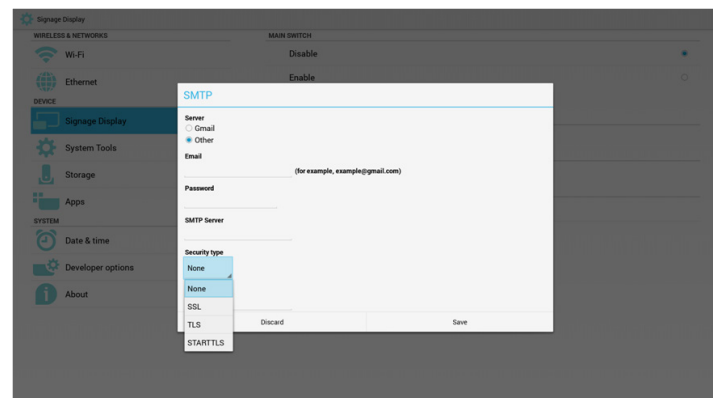 Signage Display
WIRELESS & NETWORKS
Wi-Fi
Ethernet
DEVICE
Signage Display
System Tools
Storage
Apps
SYSTEM
Date & time
Developer options
About
MAIN SWITCH
Disable
Enable
SMTP
Server
Gmail
Other
Email
(for example, example@gmail.com)
Password
SMTP Server
Security type
None
None
SSL
TLS
STARTTLS
Discard
Save